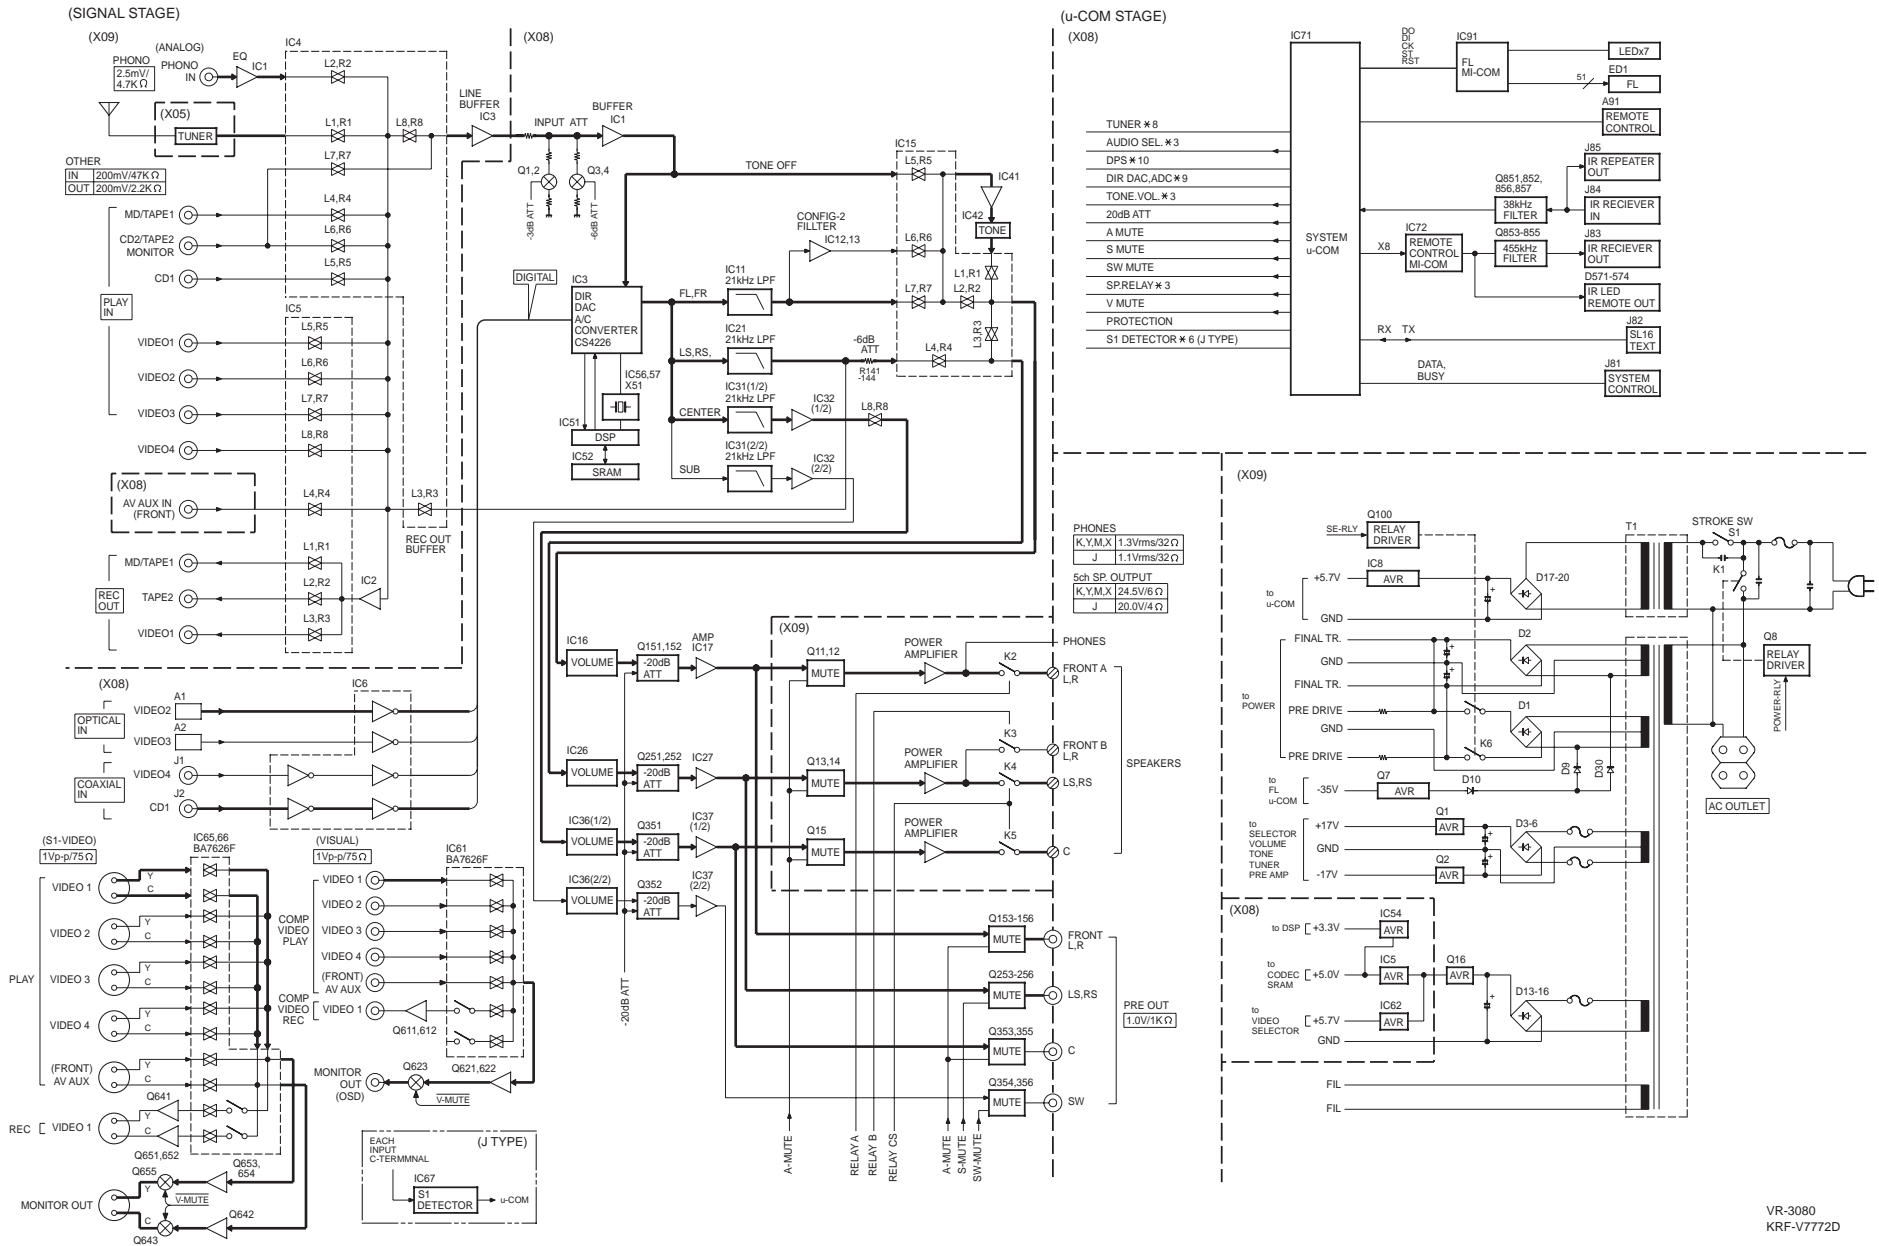 (SIGNAL STAGE)
(X09)
(ANALOG)
PHONO
2.5mV/
4.7KΩ
PHONO
IN
EQ
IC1
IC4
L2,R2
(X05)
TUNER
L1,R1
L8,R8
L7,R7
OTHER
IN 200mV/47KΩ
OUT 200mV/2.2KΩ
MD/TAPE1
L4,R4
CD2/TAPE2
MONITOR
L6,R6
CD1
L5,R5
PLAY
IN
IC5
VIDEO1
L5,R5
VIDEO2
L6,R6
VIDEO3
L7,R7
VIDEO4
L8,R8
(X08)
AV AUX IN
(FRONT)
L4,R4
L3,R3
REC OUT
BUFFER
REC
OUT
MD/TAPE1
L1,R1
TAPE2
L2,R2
IC2
VIDEO1
L3,R3
LINE
BUFFER
IC3
(X08)
INPUT ATT
BUFFER
IC1
Q1,2
Q3,4
-3dB ATT
-6dB ATT
TONE OFF
IC15
L5,R5
IC41
IC42
TONE
CONFIG-2
FILLTER
IC12,13
L6,R6
L1,R1
DIGITAL
IC3
DIR
DAC
A/C
CONVERTER
CS4226
FL,FR
IC11
21kHz LPF
L7,R7
L2,R2
L3,R3
LS,RS,
IC21
21kHz LPF
-6dB
ATT
R141
-144
L4,R4
IC56,57
X51
IC51
DSP
IC52
SRAM
CENTER
IC31(1/2)
21kHz LPF
IC32
(1/2)
L8,R8
SUB
IC31(2/2)
21kHz LPF
IC32
(2/2)
PHONES
K,Y,M,X 1.3Vrms/32Ω
J 1.1Vrms/32Ω
5ch SP. OUTPUT
K,Y,M,X 24.5V/6Ω
J 20.0V/4Ω
IC16
VOLUME
Q151,152
-20dB
ATT
AMP
IC17
(X09)
Q11,12
MUTE
POWER
AMPLIFIER
K2
PHONES
FRONT A
L,R
K3
FRONT B
L,R
IC26
VOLUME
Q251,252
-20dB
ATT
IC27
Q13,14
MUTE
POWER
AMPLIFIER
K4
LS,RS
SPEAKERS
IC36(1/2)
VOLUME
Q351
-20dB
ATT
IC37
(1/2)
Q15
MUTE
POWER
AMPLIFIER
K5
C
IC36(2/2)
VOLUME
Q352
-20dB
ATT
IC37
(2/2)
-20dB ATT
Q153-156
MUTE
FRONT
L,R
Q253-256
MUTE
LS,RS
PRE OUT
1.0V/1KΩ
Q353,355
MUTE
C
Q354,356
MUTE
SW
A-MUTE
RELAY A
RELAY B
RELAY CS
A-MUTE
S-MUTE
SW-MUTE
(X08)
IC6
OPTICAL
IN
A1
VIDEO2
A2
VIDEO3
COAXIAL
IN
J1
VIDEO4
J2
CD1
(S1-VIDEO)
1Vp-p/75Ω
IC65,66
BA7626F
PLAY
VIDEO 1
Y
C
VIDEO 2
Y
C
VIDEO 3
Y
C
VIDEO 4
Y
C
(FRONT)
AV AUX
Y
C
Q641
REC
VIDEO 1
Y
C
Q651,652
Q655
Q653,
654
MONITOR OUT
Y
V-MUTE
C
Q643
Q642
(VISUAL)
1Vp-p/75Ω
IC61
BA7626F
COMP
VIDEO
PLAY
VIDEO 1
VIDEO 2
VIDEO 3
VIDEO 4
(FRONT)
AV AUX
COMP
VIDEO
REC
VIDEO 1
Q611,612
MONITOR
OUT
(OSD)
Q623
V-MUTE
Q621,622
(J TYPE)
EACH
INPUT
C-TERMMNAL
IC67
S1
DETECTOR
u-COM
(u-COM STAGE)
(X08)
TUNER＊8
AUDIO SEL.＊3
DPS＊10
DIR DAC,ADC＊9
TONE.VOL.＊3
20dB ATT
A MUTE
S MUTE
SW MUTE
SP.RELAY＊3
V MUTE
PROTECTION
S1 DETECTOR＊6 (J TYPE)
IC71
SYSTEM
u-COM
DO
DI
CK
ST
RST
IC91
FL
MI-COM
LEDx7
51
ED1
FL
A91
REMOTE
CONTROL
J85
IR REPEATER
OUT
Q851,852,
856,857
38kHz
FILTER
J84
IR RECIEVER
IN
X8
IC72
REMOTE
CONTROL
MI-COM
Q853-855
455kHz
FILTER
J83
IR RECIEVER
OUT
D571-574
IR LED
REMOTE OUT
RX TX
J82
SL16
TEXT
DATA,
BUSY
J81
SYSTEM
CONTROL
(X09)
SE-RLY
Q100
RELAY
DRIVER
T1
STROKE SW
S1
K1
to
u-COM
+5.7V
IC8
AVR
D17-20
GND
to
POWER
FINAL TR.
D2
GND
FINAL TR.
PRE DRIVE
D1
GND
PRE DRIVE
K6
Q8
RELAY
DRIVER
POWER-RLY
D9
D30
to
FL
u-COM
-35V
Q7
AVR
D10
AC OUTLET
to
SELECTOR
VOLUME
TONE
TUNER
PRE AMP
+17V
Q1
AVR
D3-6
GND
-17V
Q2
AVR
(X08)
to DSP
+3.3V
IC54
AVR
to
CODEC
SRAM
+5.0V
IC5
AVR
Q16
AVR
D13-16
to
VIDEO
SELECTOR
+5.7V
IC62
AVR
GND
FIL
FIL
VR-3080
KRF-V7772D